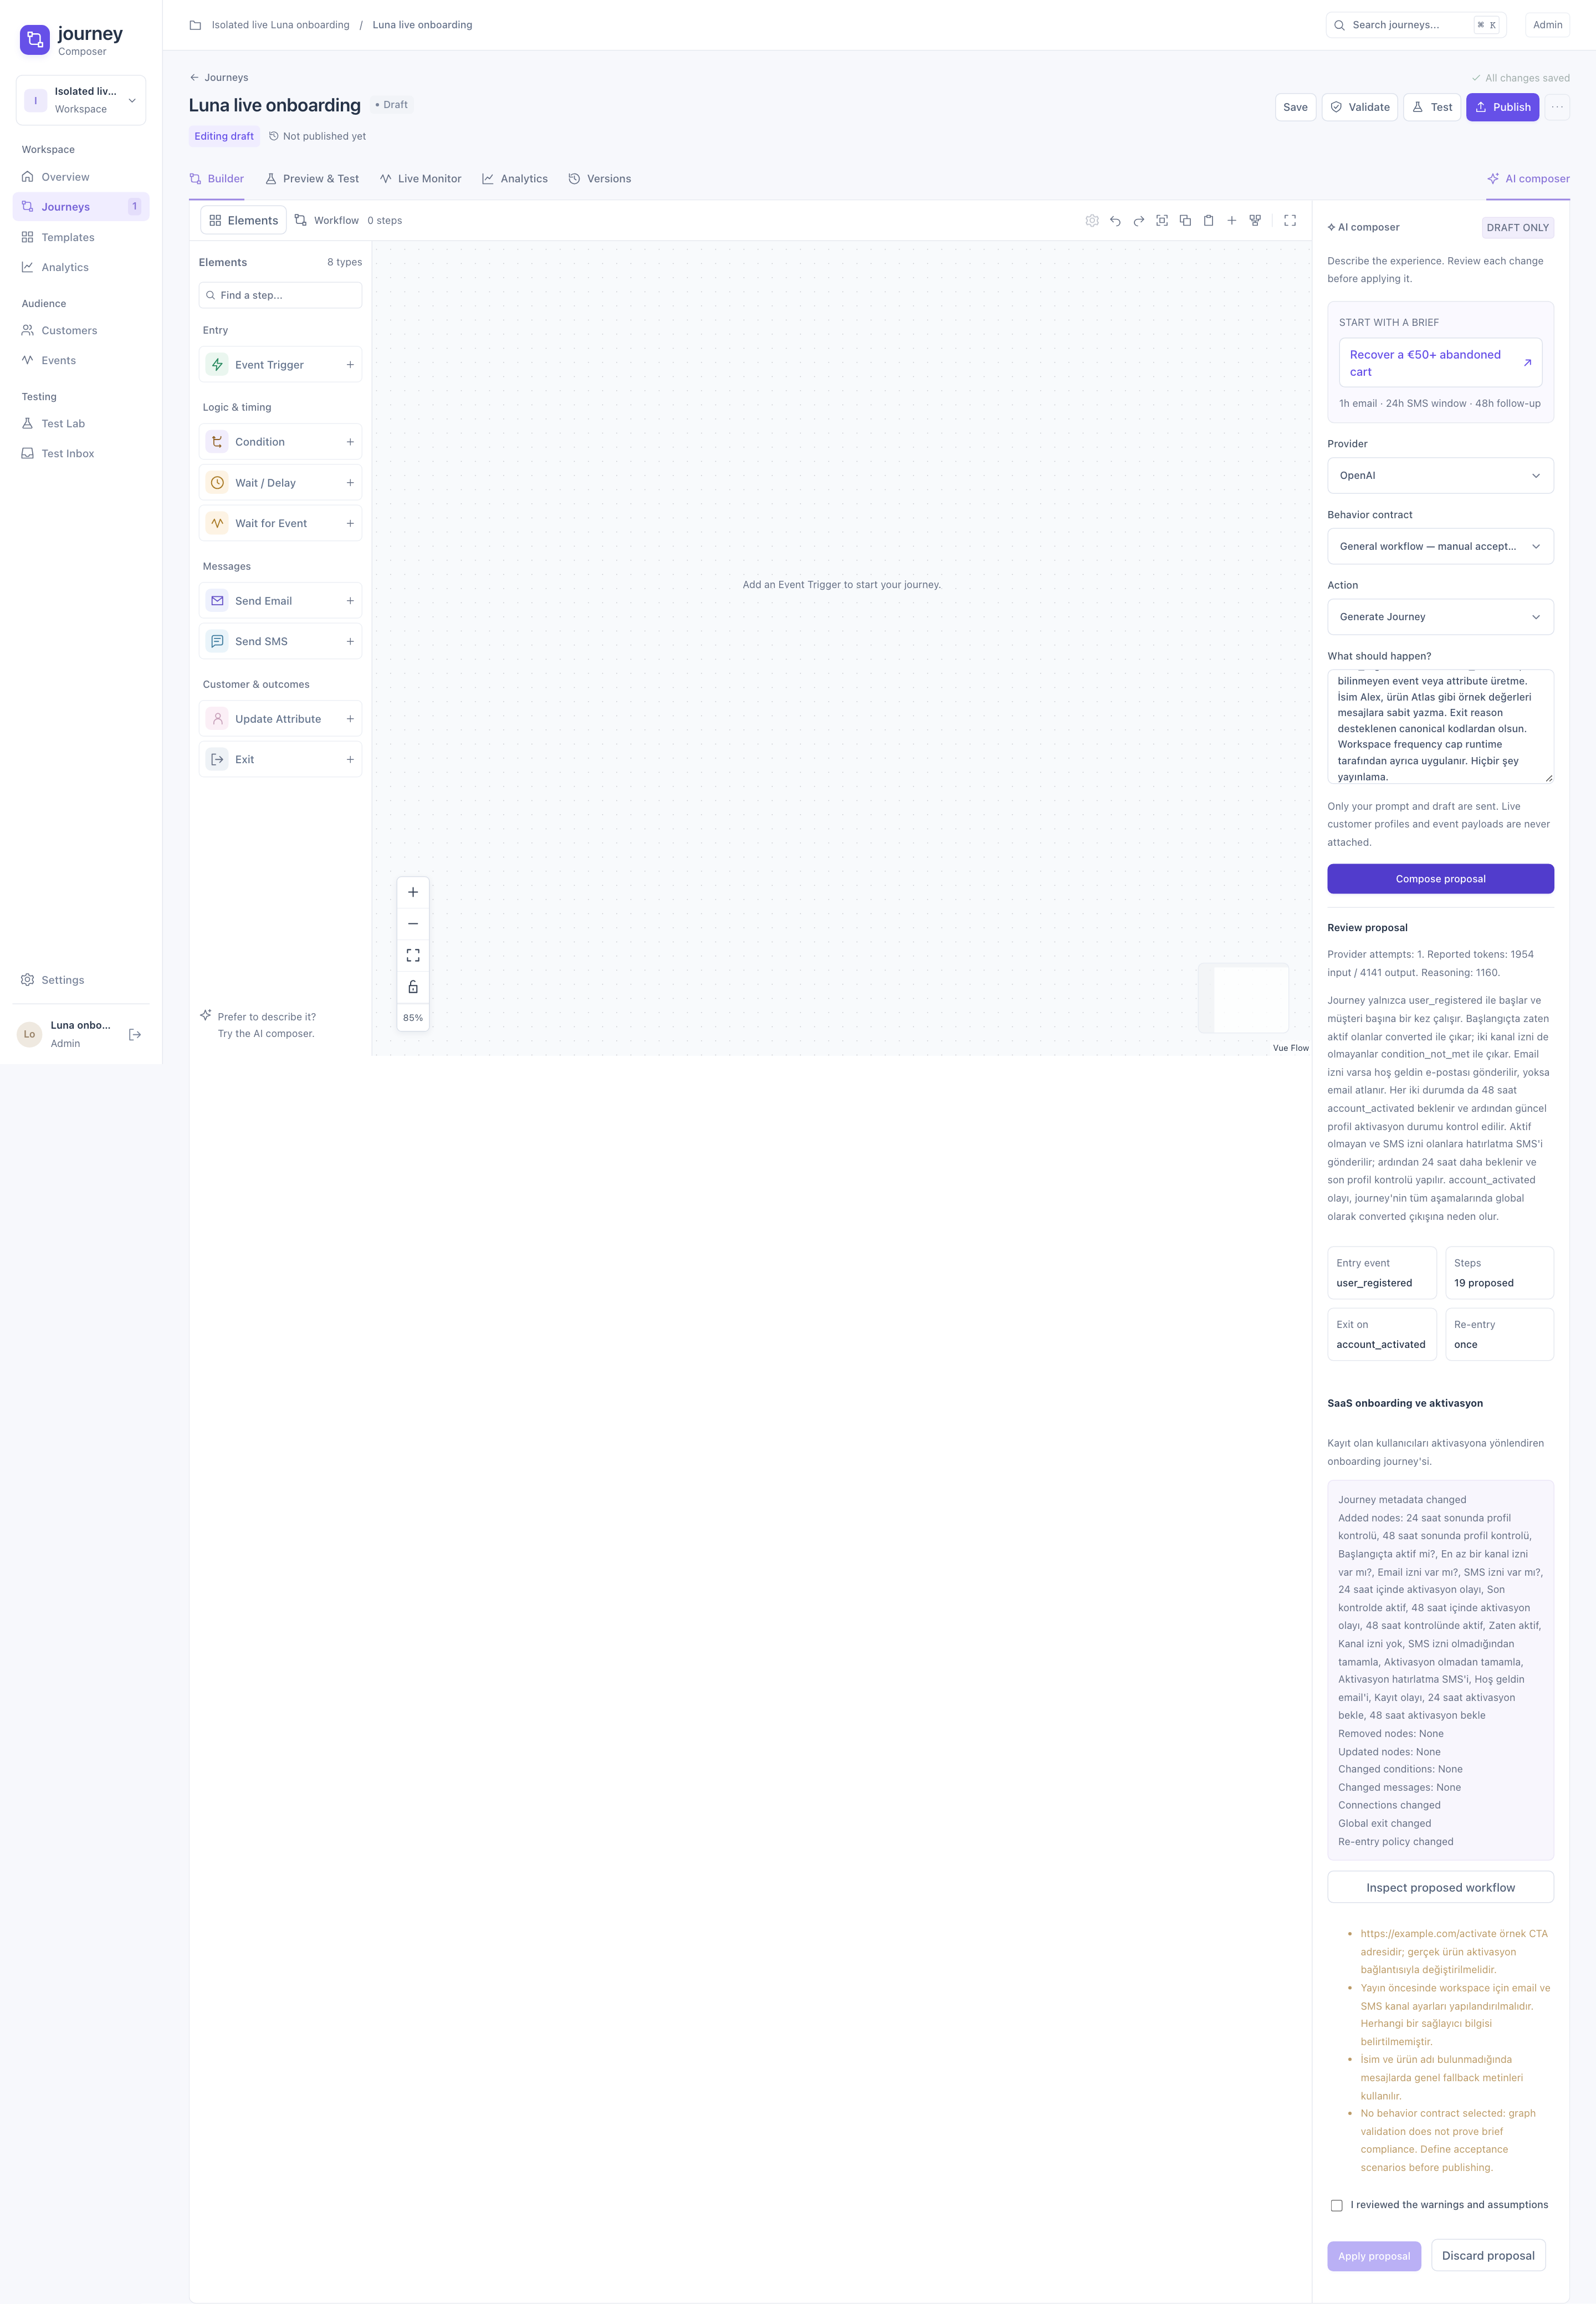 journey
Composer
I
Isolated liv...
Workspace
Workspace
Overview
Journeys 1
Templates
Analytics
Audience
Customers
Events
Testing
Test Lab
Test Inbox
Settings
Lo
Luna onbo...
Admin
Isolated live Luna onboarding / Luna live onboarding
Search journeys... ⌘ K
Admin
← Journeys
All changes saved
Luna live onboarding • Draft
Save
Validate
Test
Publish
...
Editing draft
Not published yet
Builder
Preview & Test
Live Monitor
Analytics
Versions
AI composer
Elements
Workflow 0 steps
Elements 8 types
Find a step...
Entry
Event Trigger +
Logic & timing
Condition +
Wait / Delay +
Wait for Event +
Messages
Send Email +
Send SMS +
Customer & outcomes
Update Attribute +
Exit +
Prefer to describe it?
Try the AI composer.
Add an Event Trigger to start your journey.
85%
Vue Flow
AI composer
DRAFT ONLY
Describe the experience. Review each change
before applying it.
START WITH A BRIEF
Recover a €50+ abandoned
cart
1h email · 24h SMS window · 48h follow-up
Provider
OpenAI
Behavior contract
General workflow — manual accept...
Action
Generate Journey
What should happen?
bilinmeyen event veya attribute üretme.
İsim Alex, ürün Atlas gibi örnek değerleri
mesajlara sabit yazma. Exit reason
desteklenen canonical kodlardan olsun.
Workspace frequency cap runtime
tarafından ayrıca uygulanır. Hiçbir şey
yayınlama.
Only your prompt and draft are sent. Live
customer profiles and event payloads are never
attached.
Compose proposal
Review proposal
Provider attempts: 1. Reported tokens: 1954
input / 4141 output. Reasoning: 1160.
Journey yalnızca user_registered ile başlar ve
müşteri başına bir kez çalışır. Başlangıçta zaten
aktif olanlar converted ile çıkar; iki kanal izni de
olmayanlar condition_not_met ile çıkar. Email
izni varsa hoş geldin e-postası gönderilir, yoksa
email atlanır. Her iki durumda da 48 saat
account_activated beklenir ve ardından güncel
profil aktivasyon durumu kontrol edilir. Aktif
olmayan ve SMS izni olanlara hatırlatma SMS'i
gönderilir; ardından 24 saat daha beklenir ve
son profil kontrolü yapılır. account_activated
olayı, journey'nin tüm aşamalarında global
olarak converted çıkışına neden olur.
Entry event
user_registered
Steps
19 proposed
Exit on
account_activated
Re-entry
once
SaaS onboarding ve aktivasyon
Kayıt olan kullanıcıları aktivasyona yönlendiren
onboarding journey'si.
Journey metadata changed
Added nodes: 24 saat sonunda profil
kontrolü, 48 saat sonunda profil kontrolü,
Başlangıçta aktif mi?, En az bir kanal izni
var mı?, Email izni var mı?, SMS izni var mı?,
24 saat içinde aktivasyon olayı, Son
kontrolde aktif, 48 saat içinde aktivasyon
olayı, 48 saat kontrolünde aktif, Zaten aktif,
Kanal izni yok, SMS izni olmadığından
tamamla, Aktivasyon olmadan tamamla,
Aktivasyon hatırlatma SMS'i, Hoş geldin
email'i, Kayıt olayı, 24 saat aktivasyon
bekle, 48 saat aktivasyon bekle
Removed nodes: None
Updated nodes: None
Changed conditions: None
Changed messages: None
Connections changed
Global exit changed
Re-entry policy changed
Inspect proposed workflow
• https://example.com/activate örnek CTA
adresidir; gerçek ürün aktivasyon
bağlantısıyla değiştirilmelidir.
• Yayın öncesinde workspace için email ve
SMS kanal ayarları yapılandırılmalıdır.
Herhangi bir sağlayıcı bilgisi
belirtilmemiştir.
• İsim ve ürün adı bulunmadığında
mesajlarda genel fallback metinleri
kullanılır.
• No behavior contract selected: graph
validation does not prove brief
compliance. Define acceptance
scenarios before publishing.
I reviewed the warnings and assumptions
Apply proposal
Discard proposal